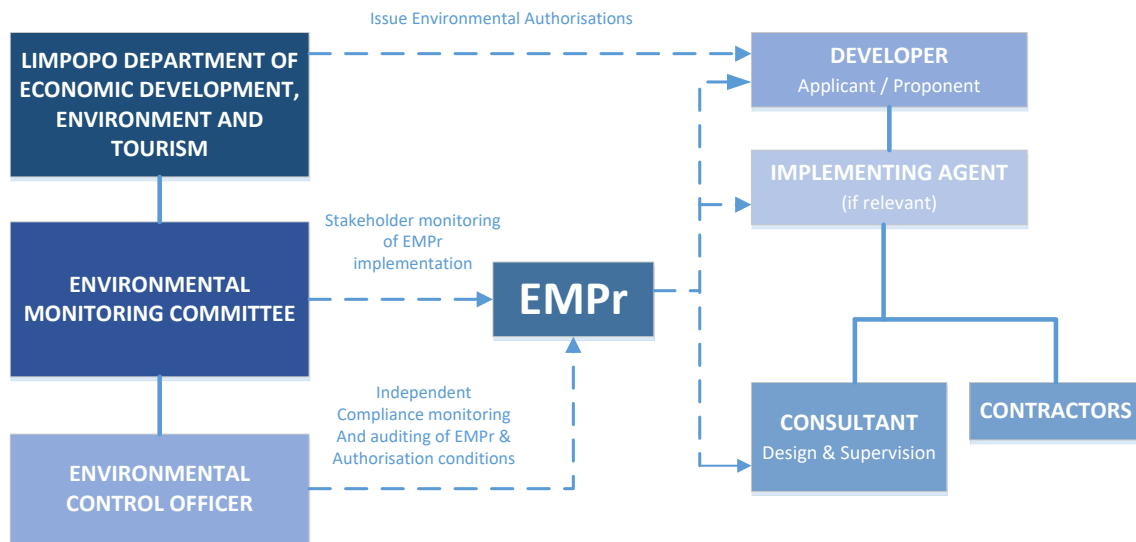 Issue Environmental Authorisations
LIMPOPO DEPARTMENT OF
ECONOMIC DEVELOPMENT,
ENVIRONMENT AND
TOURISM
DEVELOPER
Applicant / Proponent
IMPLEMENTING AGENT
(if relevant)
Stakeholder monitoring
of EMPr
implementation
ENVIRONMENTAL
MONITORING COMMITTEE
EMPr
Independent
Compliance monitoring
And auditing of EMPr &
Authorisation conditions
CONSULTANT
Design & Supervision
CONTRACTORS
ENVIRONMENTAL
CONTROL OFFICER